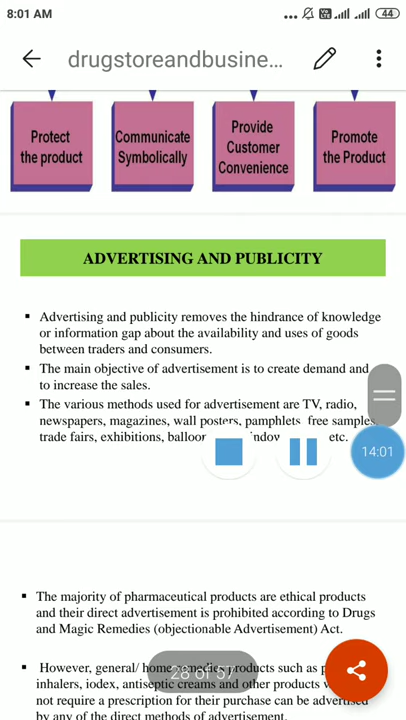 8:01 AM
... Vo LTE 44
drugstoreandbusine...
Protect
the product
Communicate
Symbolically
Provide
Customer
Convenience
Promote
the Product
ADVERTISING AND PUBLICITY
▪ Advertising and publicity removes the hindrance of knowledge
or information gap about the availability and uses of goods
between traders and consumers.
▪ The main objective of advertisement is to create demand and
to increase the sales.
▪ The various methods used for advertisement are TV, radio,
newspapers, magazines, wall posters, pamphlets free samples,
trade fairs, exhibitions, etc.
14:01
▪ The majority of pharmaceutical products are ethical products
and their direct advertisement is prohibited according to Drugs
and Magic Remedies (objectionable Advertisement) Act.
28 of 57
▪ However, general/ home remedies products such as
inhalers, iodex, antiseptic creams and other products
not require a prescription for their purchase can be advertised
by any of the direct methods of advertisement.